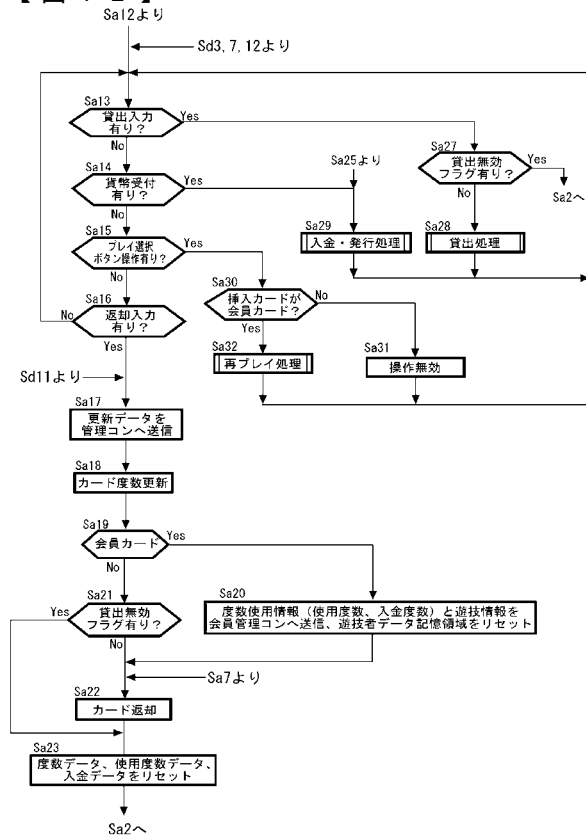 Sa12より
Sd3, 7, 12より
Sa13
貸出入力
有り？
Yes
No
Sa27
貸出無効
フラグ有り？
Yes
No
Sa2へ
Sa14
貨幣受付
有り？
Yes
No
Sa25より
Sa29
入金・発行処理
Sa28
貸出処理
Sa15
プレイ選択
ボタン操作有り？
Yes
No
Sa30
挿入カードが
会員カード？
No
Yes
Sa16
返却入力
有り？
No
Yes
Sa32
再プレイ処理
Sa31
操作無効
Sd11より
Sa17
更新データを
管理コンへ送信
Sa18
カード度数更新
Sa19
会員カード
Yes
No
Sa20
度数使用情報（使用度数、入金度数）と遊技情報を
会員管理コンへ送信、遊技者データ記憶領域をリセット
Sa21
貸出無効
フラグ有り？
Yes
No
Sa7より
Sa22
カード返却
Sa23
度数データ、使用度数データ、
入金データをリセット
Sa2へ